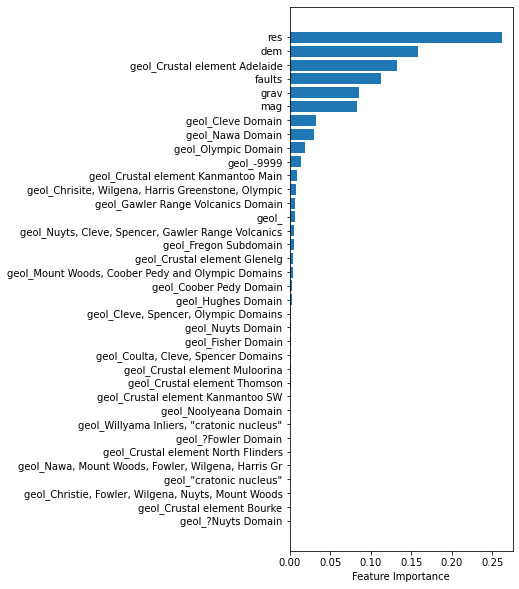 res
dem
geol_Crustal element Adelaide
faults
grav
mag
geol_Cleve Domain
geol_Nawa Domain
geol_Olympic Domain
geol_-9999
geol_Crustal element Kanmantoo Main
geol_Chrisite, Wilgena, Harris Greenstone, Olympic
geol_Gawler Range Volcanics Domain
geol_
geol_Nuyts, Cleve, Spencer, Gawler Range Volcanics
geol_Fregon Subdomain
geol_Crustal element Glenelg
geol_Mount Woods, Coober Pedy and Olympic Domains
geol_Coober Pedy Domain
geol_Hughes Domain
geol_Cleve, Spencer, Olympic Domains
geol_Nuyts Domain
geol_Fisher Domain
geol_Coulta, Cleve, Spencer Domains
geol_Crustal element Muloorina
geol_Crustal element Thomson
geol_Crustal element Kanmantoo SW
geol_Noolyeana Domain
geol_Willyama Inliers, "cratonic nucleus"
geol_?Fowler Domain
geol_Crustal element North Flinders
geol_Nawa, Mount Woods, Fowler, Wilgena, Harris Gr
geol_"cratonic nucleus"
geol_Christie, Fowler, Wilgena, Nuyts, Mount Woods
geol_Crustal element Bourke
geol_?Nuyts Domain
0.00 0.05 0.10 0.15 0.20 0.25
Feature Importance